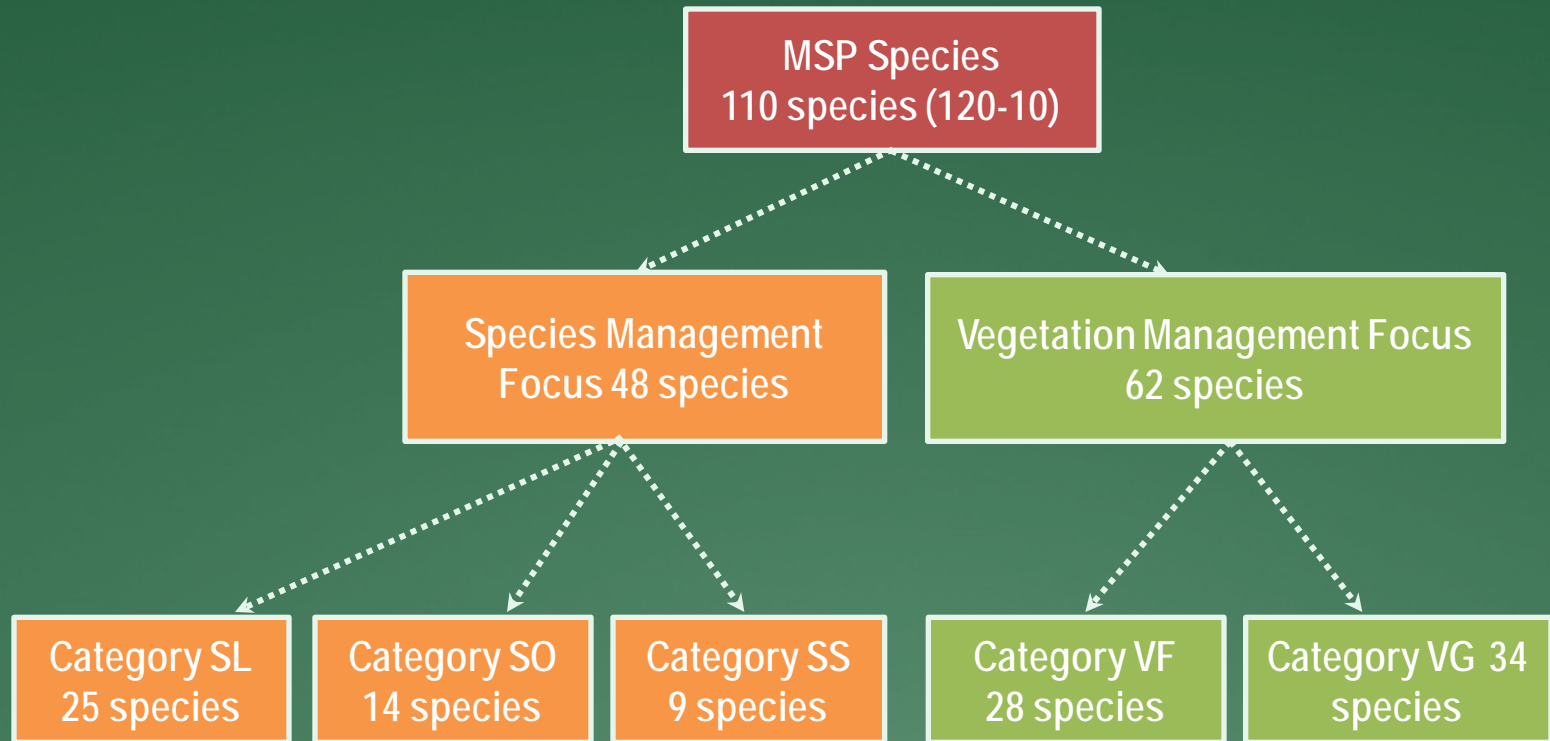 MSP Species
110 species (120-10)
Species Management
Focus 48 species
Vegetation Management Focus
62 species
Category SL
25 species
Category SO
14 species
Category SS
9 species
Category VF
28 species
Category VG 34
species